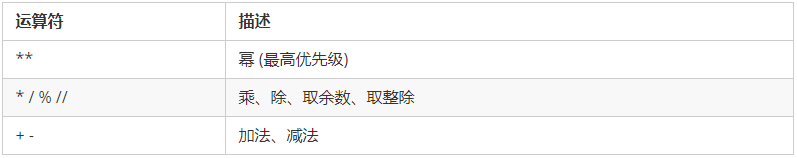 运算符 描述
** 幂 (最高优先级)
* / % // 乘、除、取余数、取整除
+ - 加法、减法